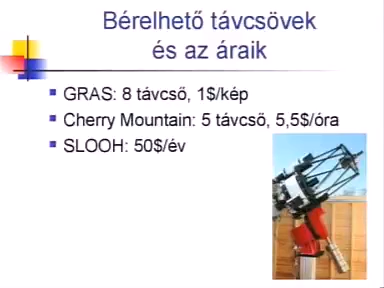 Bérelhető távcsövek
és az áraik
GRAS: 8 távcső, 1$/kép
Cherry Mountain: 5 távcső, 5,5$/óra
SLOOH: 50$/év